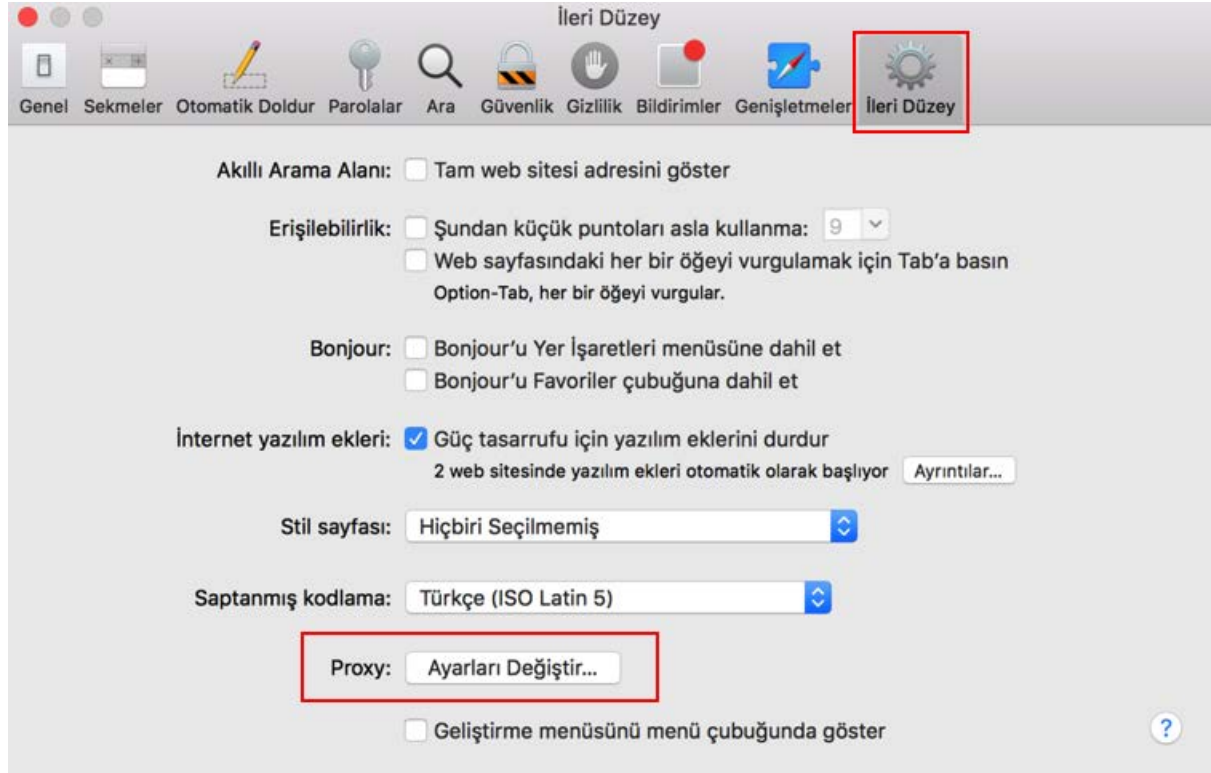 İleri Düzey
Genel Sekmeler Otomatik Doldur Parolalar Ara Güvenlik Gizlilik Bildirimler Genişletmeler İleri Düzey
Akıllı Arama Alanı: Tam web sitesi adresini göster
Erişilebilirlik: Şundan küçük puntoları asla kullanma: 9
Web sayfasındaki her bir öğeyi vurgulamak için Tab'a basın
Option-Tab, her bir öğeyi vurgular.
Bonjour: Bonjour'u Yer İşaretleri menüsüne dahil et
Bonjour'u Favoriler çubuğuna dahil et
İnternet yazılım ekleri: Güç tasarrufu için yazılım eklerini durdur
2 web sitesinde yazılım ekleri otomatik olarak başlıyor Ayrıntılar...
Stil sayfası: Hiçbiri Seçilmemiş
Saptanmış kodlama: Türkçe (ISO Latin 5)
Proxy: Ayarları Değiştir...
Geliştirme menüsünü menü çubuğunda göster ?